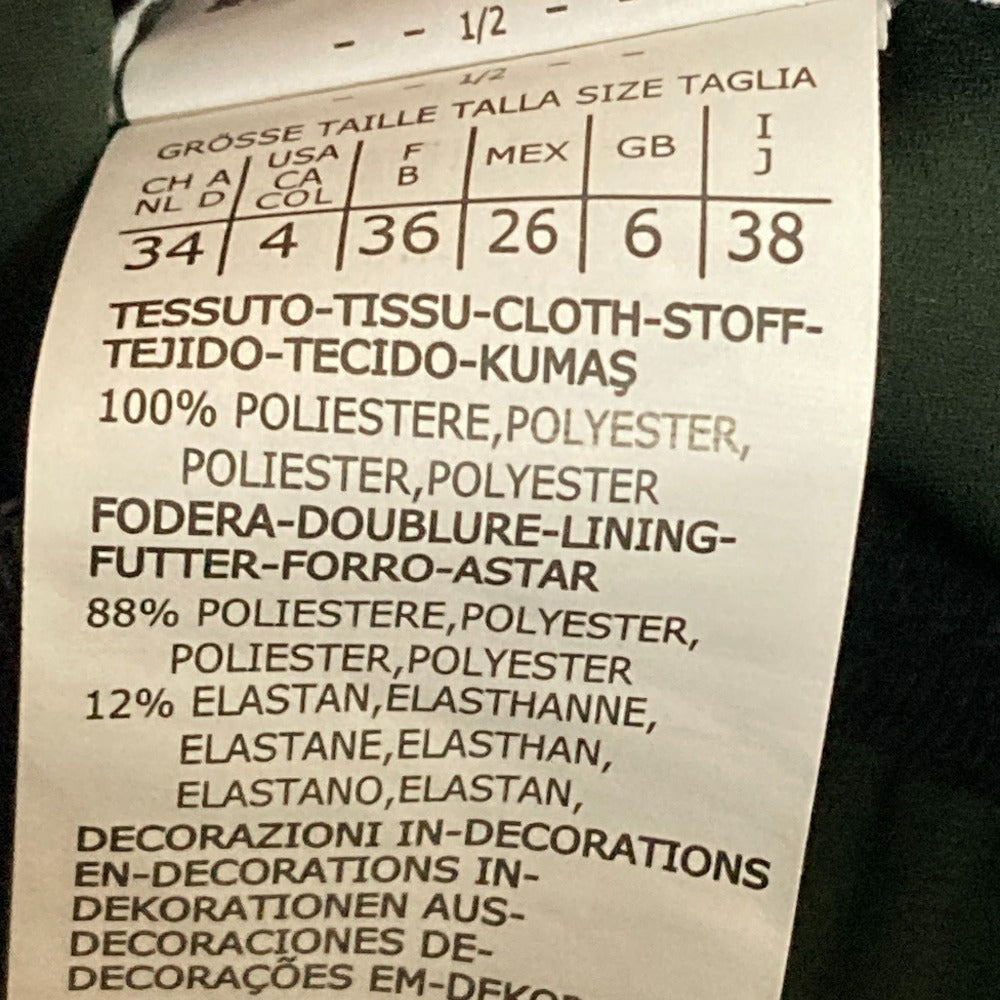 - - 1/2 -
- - 1/2 - -
GRÖSSE TAILLE TALLA SIZE TAGLIA
CH A NL D | USA CA COL | F B | MEX | GB | I J
34 | 4 | 36 | 26 | 6 | 38
TESSUTO-TISSU-CLOTH-STOFF-
TEJIDO-TECIDO-KUMAŞ
100% POLIESTERE,POLYESTER,
POLIESTER,POLYESTER
FODERA-DOUBLURE-LINING-
FUTTER-FORRO-ASTAR
88% POLIESTERE,POLYESTER,
POLIESTER,POLYESTER
12% ELASTAN,ELASTHANNE,
ELASTANE,ELASTHAN,
ELASTANO,ELASTAN,
DECORAZIONI IN-DECORATIONS
EN-DECORATIONS IN-
DEKORATIONEN AUS-
DECORACIONES DE-
DECORAÇÕES EM-DEKOR